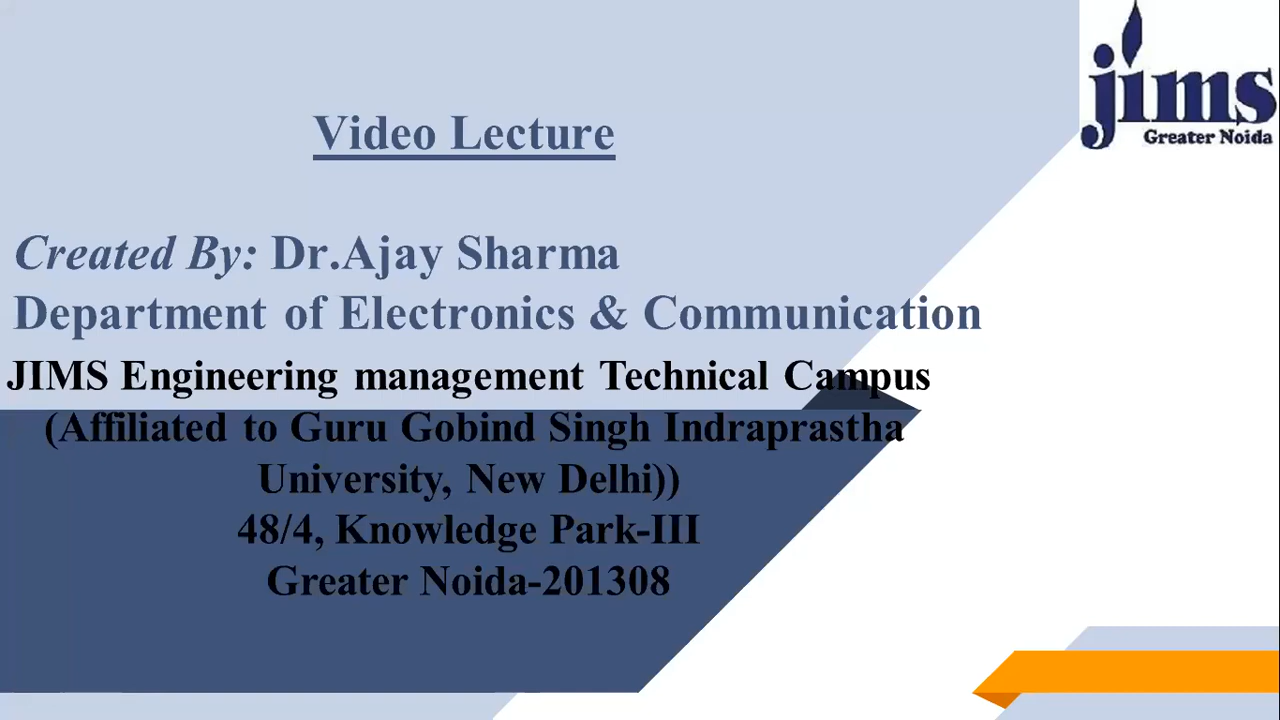 jims
Greater Noida
Video Lecture
Created By: Dr.Ajay Sharma
Department of Electronics & Communication
JIMS Engineering management Technical Campus
(Affiliated to Guru Gobind Singh Indraprastha
University, New Delhi))
48/4, Knowledge Park-III
Greater Noida-201308